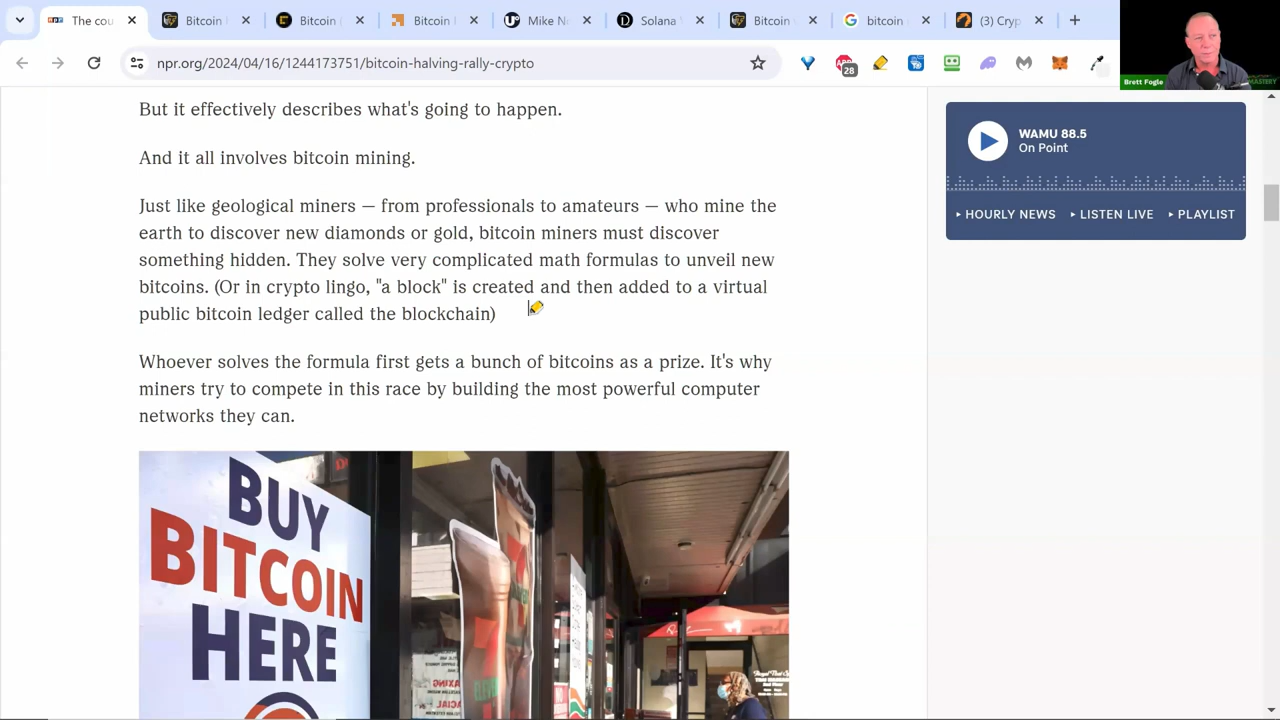 The cou
Bitcoin
Bitcoin (
Bitcoin
Mike N
Solana
Bitcoin
bitcoin
(3) Cryp
npr.org/2024/04/16/1244173751/bitcoin-halving-rally-crypto
28
Brett Fogle
MASTERY
But it effectively describes what's going to happen.
And it all involves bitcoin mining.
Just like geological miners — from professionals to amateurs — who mine the
earth to discover new diamonds or gold, bitcoin miners must discover
something hidden. They solve very complicated math formulas to unveil new
bitcoins. (Or in crypto lingo, "a block" is created and then added to a virtual
public bitcoin ledger called the blockchain)
Whoever solves the formula first gets a bunch of bitcoins as a prize. It's why
miners try to compete in this race by building the most powerful computer
networks they can.
WAMU 88.5
On Point
HOURLY NEWS
LISTEN LIVE
PLAYLIST
BUY
BITCOIN
HERE